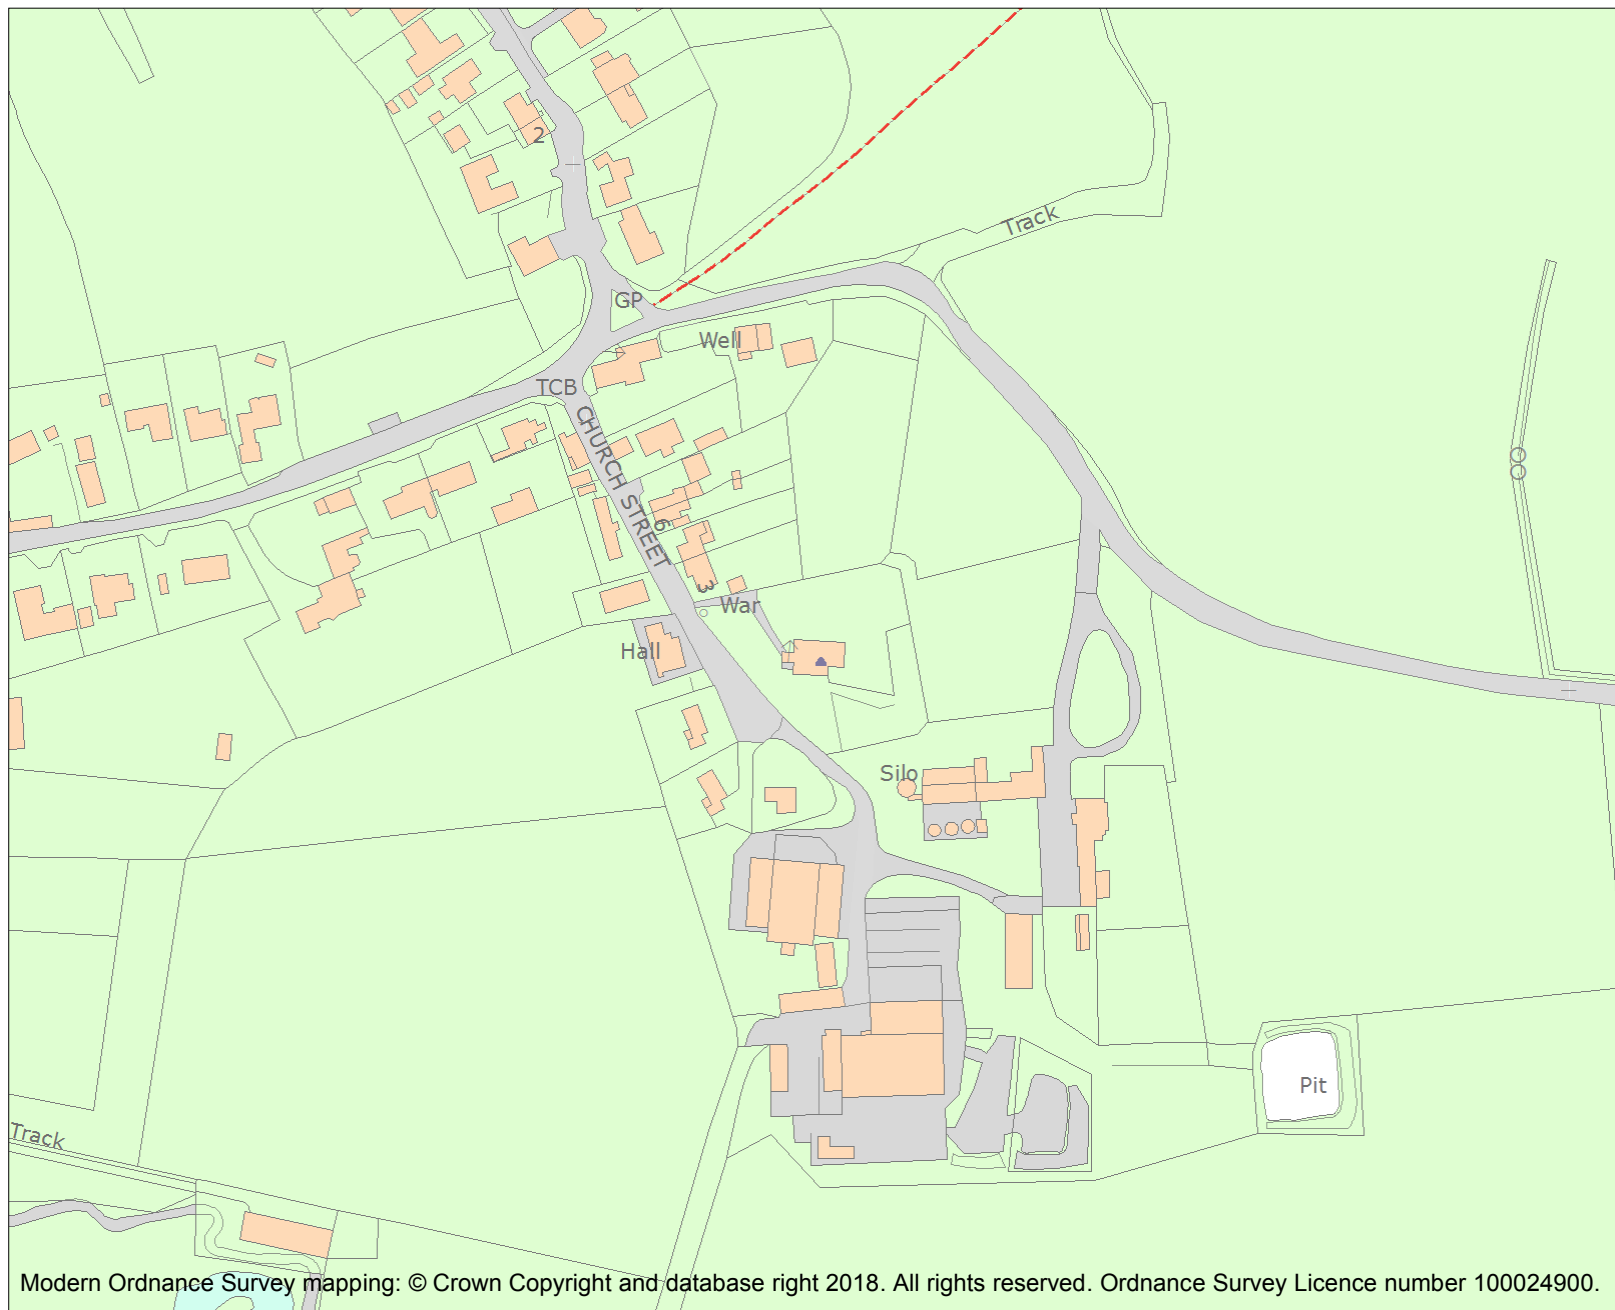 2
Track
GP
Well
TCB
CHURCH STREET
6
3
War
Hall
Silo
Pit
Track
Modern Ordnance Survey mapping: © Crown Copyright and database right 2018. All rights reserved. Ordnance Survey Licence number 100024900.